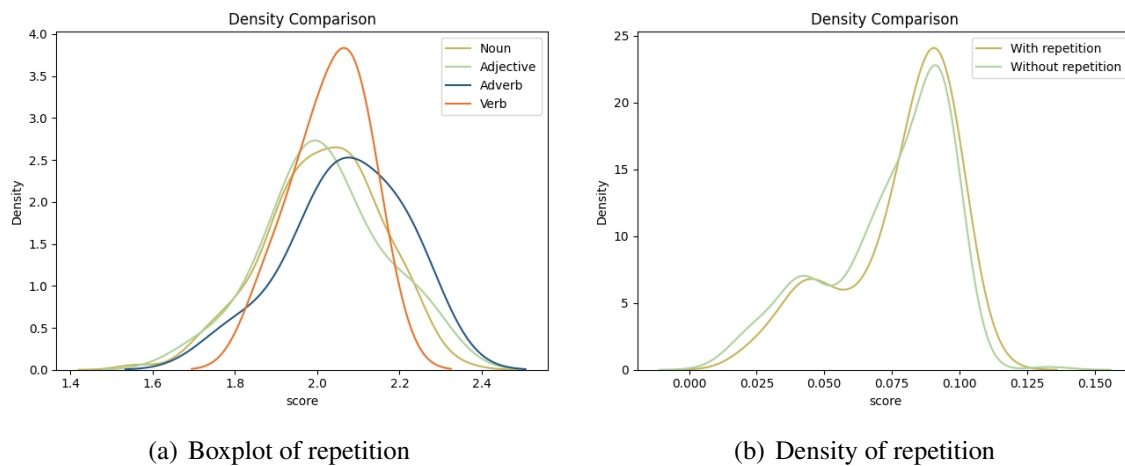 Density Comparison
4.0
3.5
3.0
2.5
2.0
1.5
1.0
0.5
0.0
Density
1.4 1.6 1.8 2.0 2.2 2.4
score
Noun
Adjective
Adverb
Verb
(a) Boxplot of repetition
Density Comparison
25
20
15
10
5
0
Density
0.000 0.025 0.050 0.075 0.100 0.125 0.150
score
With repetition
Without repetition
(b) Density of repetition